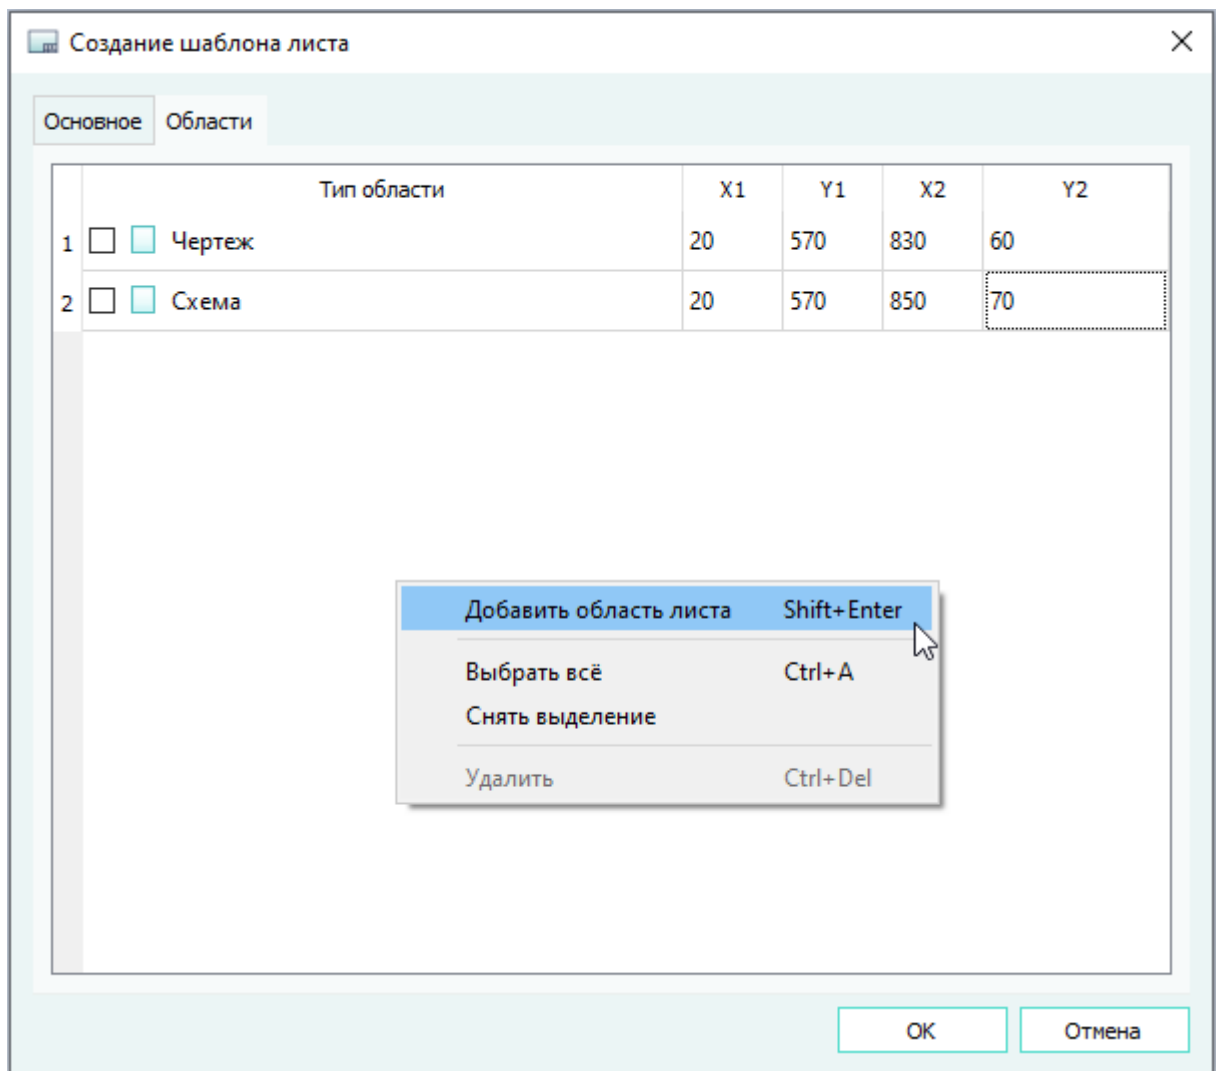 Создание шаблона листа
Основное Области
Тип области X1 Y1 X2 Y2
1 Чертеж 20 570 830 60
2 Схема 20 570 850 70
Добавить область листа Shift+Enter
Выбрать всё Ctrl+A
Снять выделение
Удалить Ctrl+Del
ОК Отмена